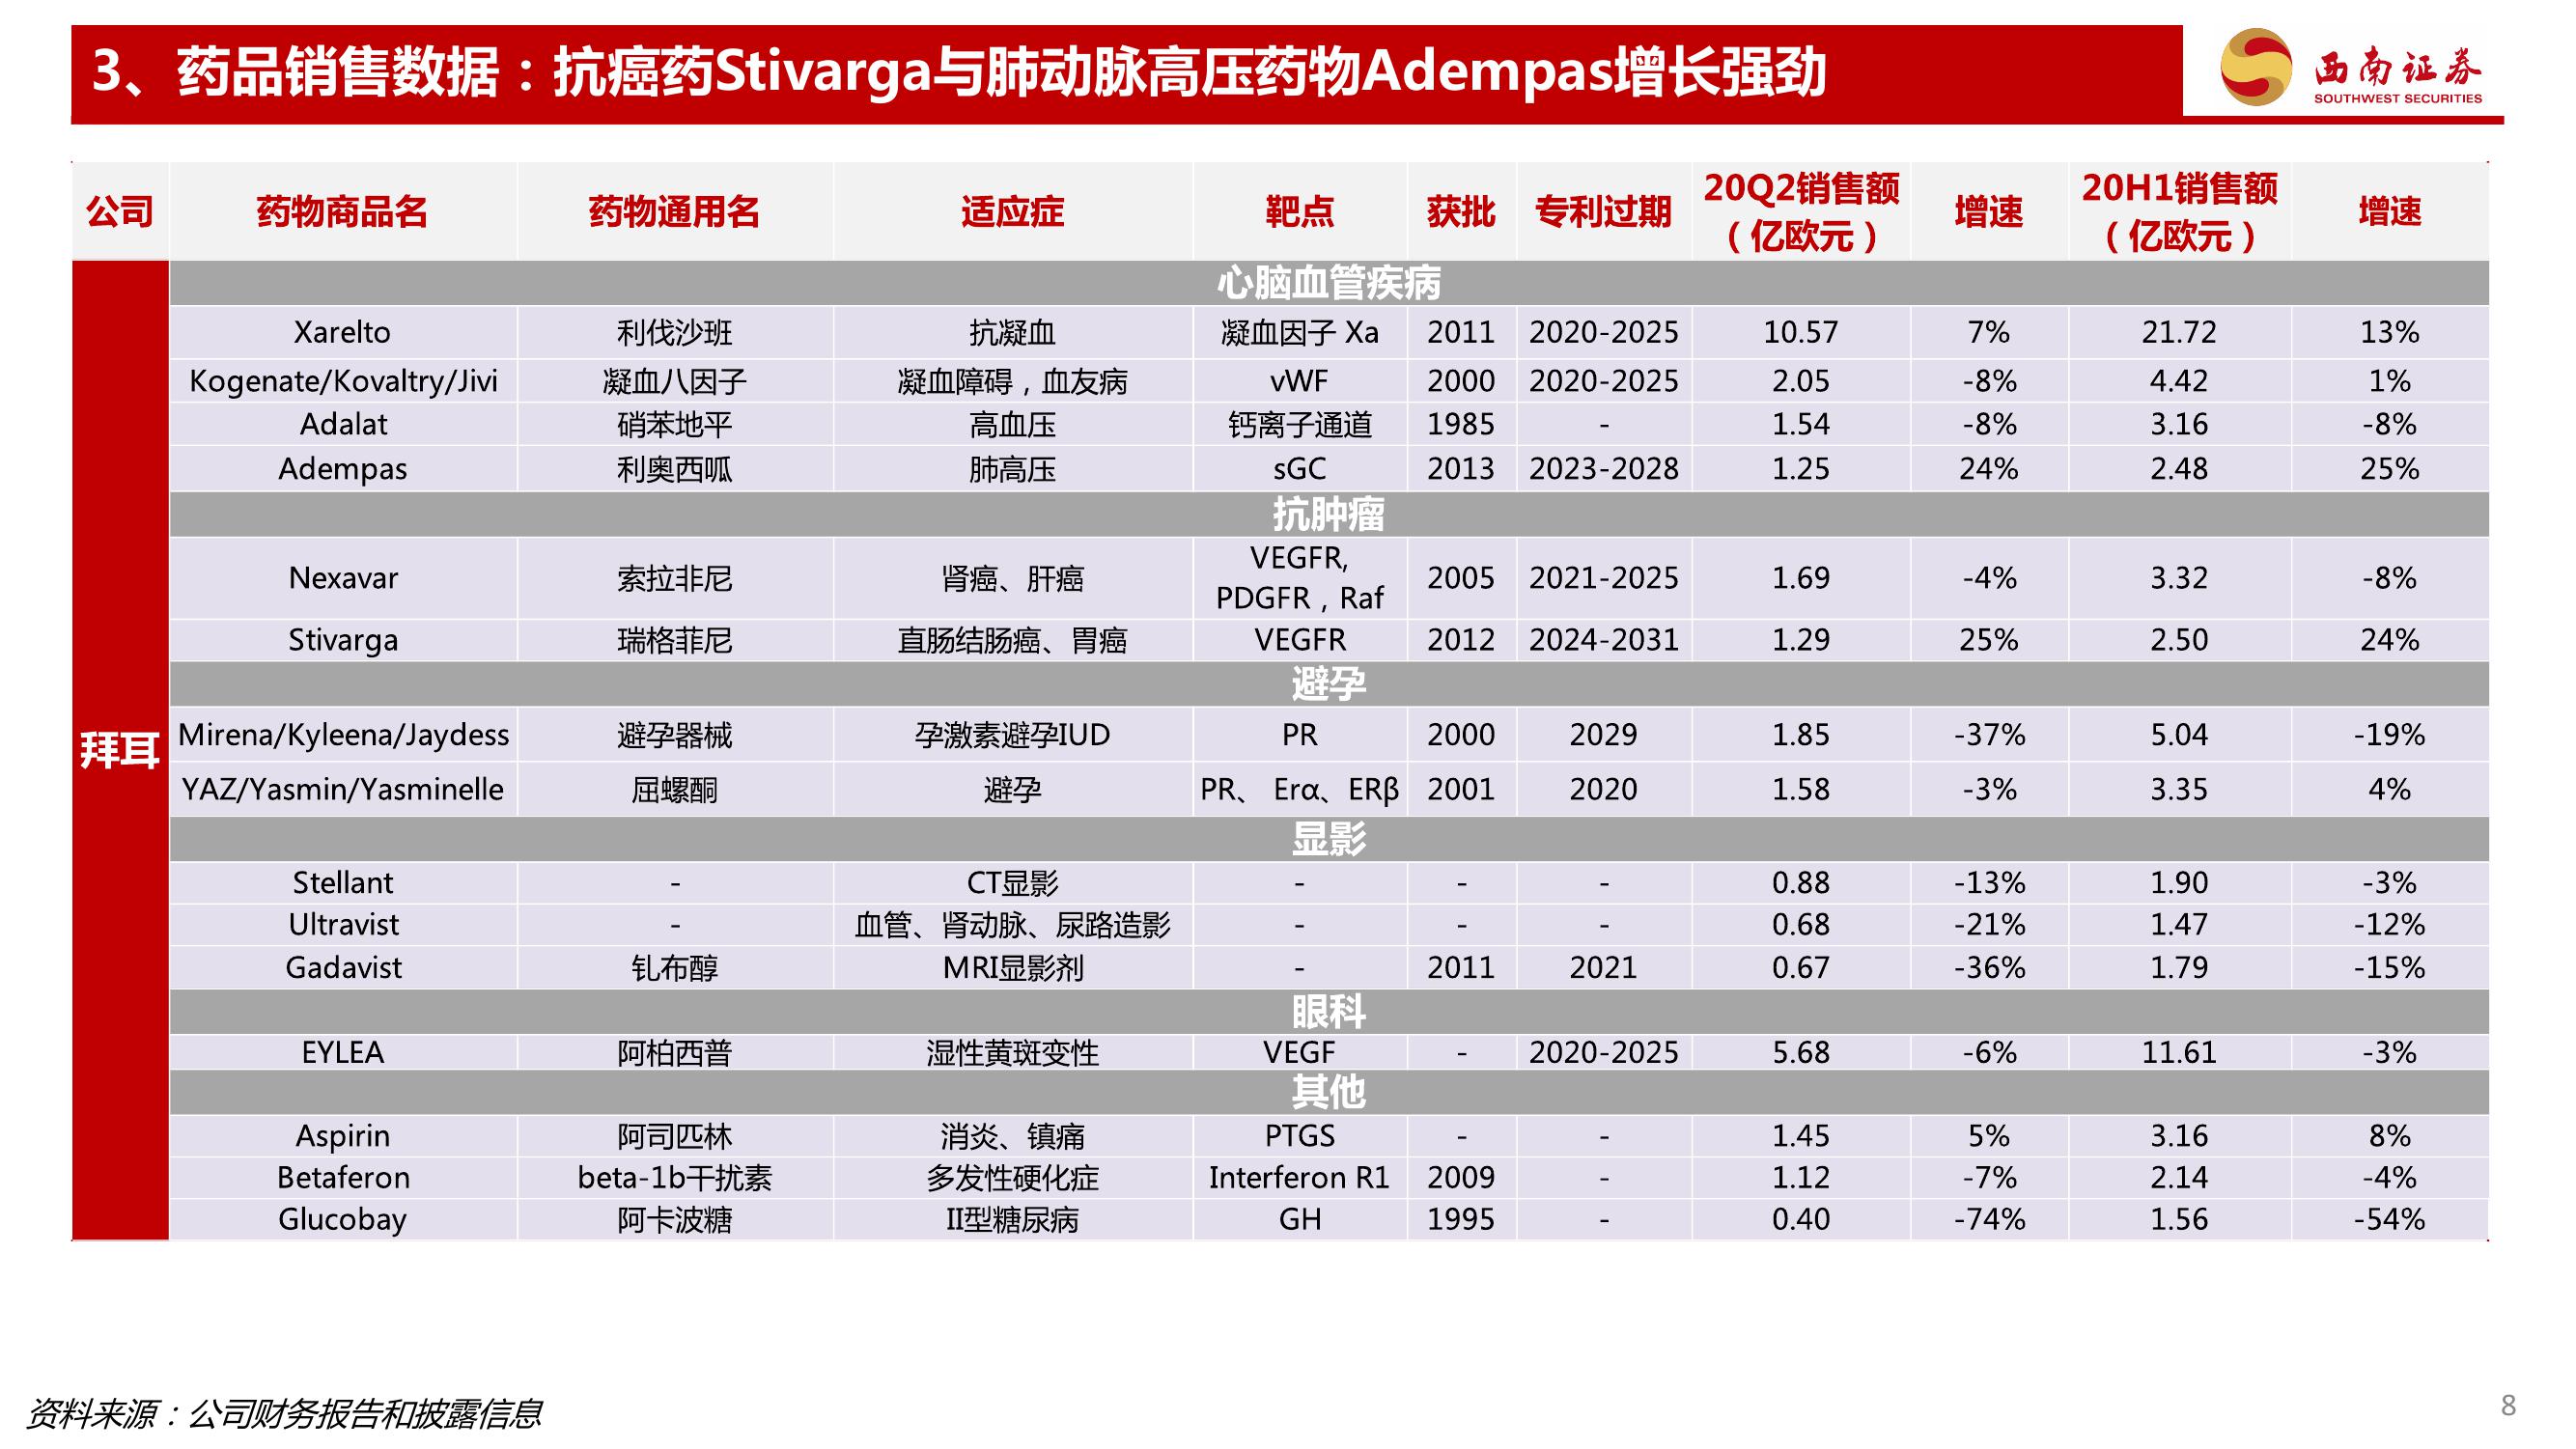 3、药品销售数据：抗癌药Stivarga与肺动脉高压药物Adempas增长强劲
西南证券
SOUTHWEST SECURITIES
公司 药物商品名 药物通用名 适应症 靶点 获批 专利过期 20Q2销售额（亿欧元） 增速 20H1销售额（亿欧元） 增速
拜耳
心脑血管疾病
Xarelto 利伐沙班 抗凝血 凝血因子 Xa 2011 2020-2025 10.57 7% 21.72 13%
Kogenate/Kovaltry/Jivi 凝血八因子 凝血障碍，血友病 vWF 2000 2020-2025 2.05 -8% 4.42 1%
Adalat 硝苯地平 高血压 钙离子通道 1985 - 1.54 -8% 3.16 -8%
Adempas 利奥西呱 肺高压 sGC 2013 2023-2028 1.25 24% 2.48 25%
抗肿瘤
Nexavar 索拉非尼 肾癌、肝癌 VEGFR, PDGFR，Raf 2005 2021-2025 1.69 -4% 3.32 -8%
Stivarga 瑞格菲尼 直肠结肠癌、胃癌 VEGFR 2012 2024-2031 1.29 25% 2.50 24%
避孕
Mirena/Kyleena/Jaydess 避孕器械 孕激素避孕IUD PR 2000 2029 1.85 -37% 5.04 -19%
YAZ/Yasmin/Yasminelle 屈螺酮 避孕 PR、 Erα、ERβ 2001 2020 1.58 -3% 3.35 4%
显影
Stellant - CT显影 - - - 0.88 -13% 1.90 -3%
Ultravist - 血管、肾动脉、尿路造影 - - - 0.68 -21% 1.47 -12%
Gadavist 钆布醇 MRI显影剂 - 2011 2021 0.67 -36% 1.79 -15%
眼科
EYLEA 阿柏西普 湿性黄斑变性 VEGF - 2020-2025 5.68 -6% 11.61 -3%
其他
Aspirin 阿司匹林 消炎、镇痛 PTGS - - 1.45 5% 3.16 8%
Betaferon beta-1b干扰素 多发性硬化症 Interferon R1 2009 - 1.12 -7% 2.14 -4%
Glucobay 阿卡波糖 II型糖尿病 GH 1995 - 0.40 -74% 1.56 -54%
资料来源：公司财务报告和披露信息
8